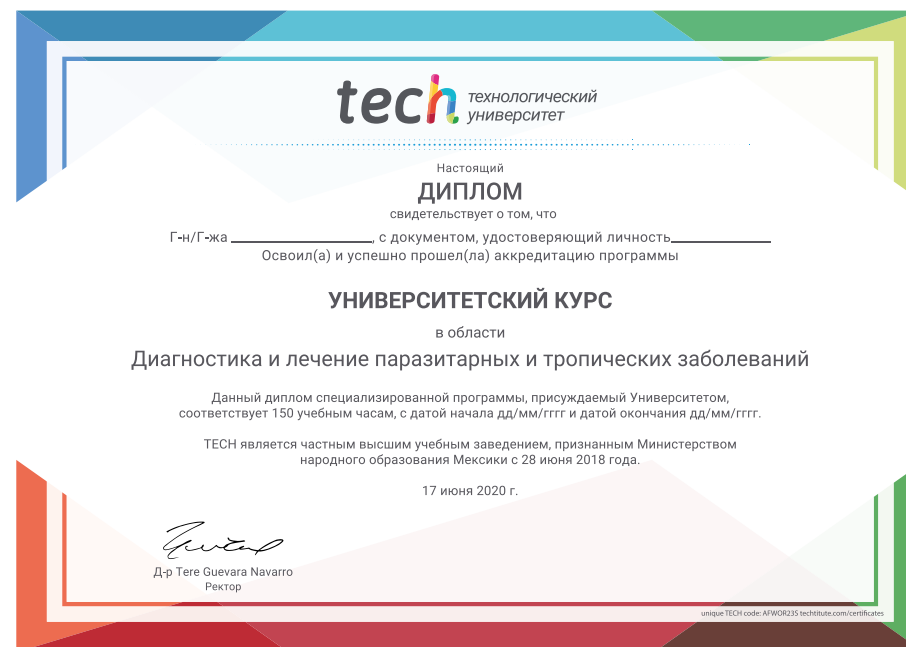 tech технологический
университет
Настоящий
ДИПЛОМ
свидетельствует о том, что
Г-н/Г-жа ____________________, с документом, удостоверяющий личность______________
Освоил(а) и успешно прошел(ла) аккредитацию программы
УНИВЕРСИТЕТСКИЙ КУРС
в области
Диагностика и лечение паразитарных и тропических заболеваний
Данный диплом специализированной программы, присуждаемый Университетом,
соответствует 150 учебным часам, с датой начала дд/мм/гггг и датой окончания дд/мм/гггг.
TECH является частным высшим учебным заведением, признанным Министерством
народного образования Мексики с 28 июня 2018 года.
17 июня 2020 г.
Д-р Tere Guevara Navarro
Ректор
unique TECH code: AFWOR23S techtitute.com/certificates